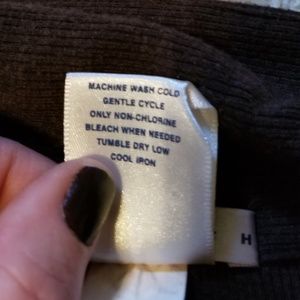 MACHINE WASH COLD
GENTLE CYCLE
ONLY NON-CHLORINE
BLEACH WHEN NEEDED
TUMBLE DRY LOW
COOL IRON
H